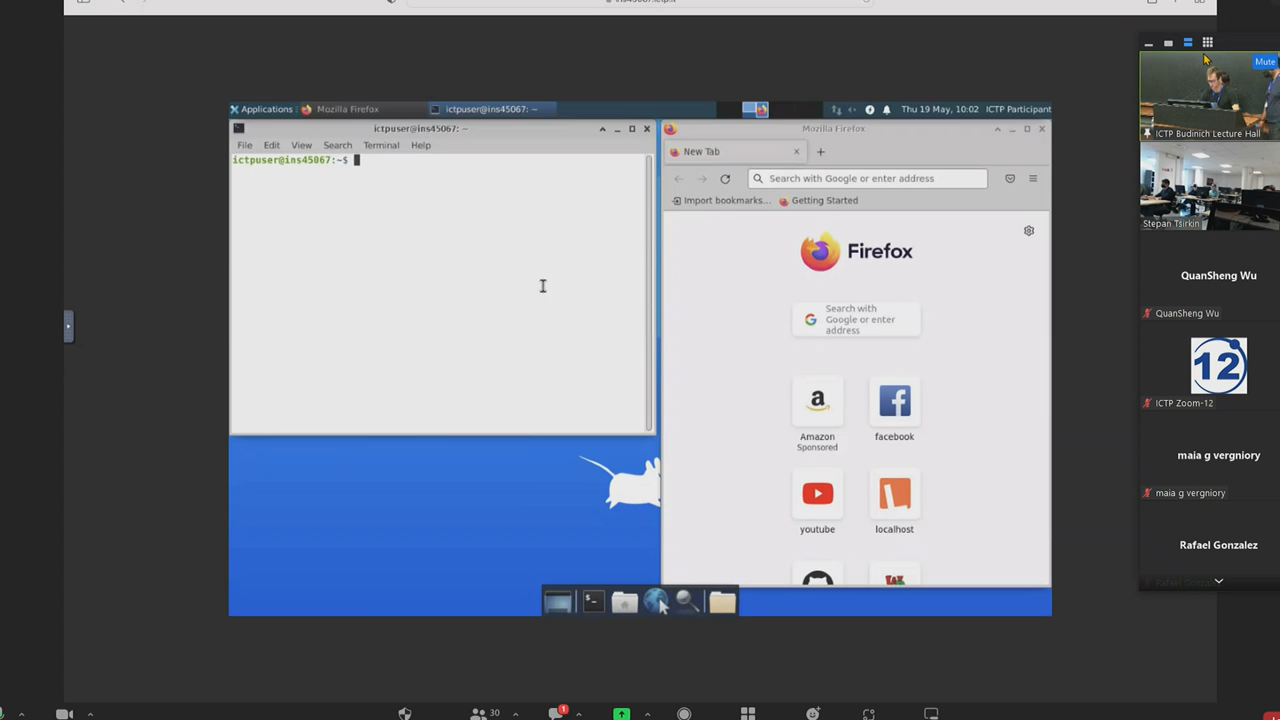 Applications
Mozilla Firefox
ictpuser@ins45067: ~
Thu 19 May, 10:02
ICTP Participant
ictpuser@ins45067: ~
File Edit View Search Terminal Help
ictpuser@ins45067:~$
Mozilla Firefox
New Tab
Search with Google or enter address
Import bookmarks...
Getting Started
Firefox
Search with
Google or enter
address
Amazon
Sponsored
facebook
youtube
localhost
Mute
ICTP Budinich Lecture Hall
Stepan Tsirkin
QuanSheng Wu
QuanSheng Wu
12
ICTP Zoom-12
maia g vergniory
maia g vergniory
Rafael Gonzalez
30
1